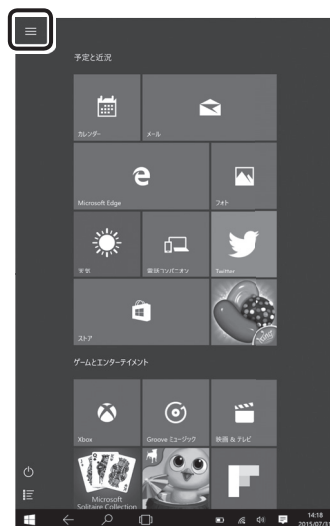 予定と近況
カレンダー
メール
Microsoft Edge
フォト
天気
電話コンパニオン
Twitter
ストア
ゲームとエンターテイメント
Xbox
Groove ミュージック
映画 & テレビ
Microsoft
Solitaire Collection
14:18
2015/07/31